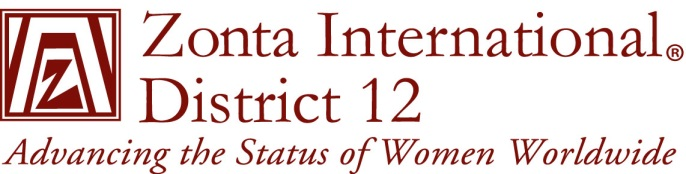 Zonta International®
District 12
Advancing the Status of Women Worldwide